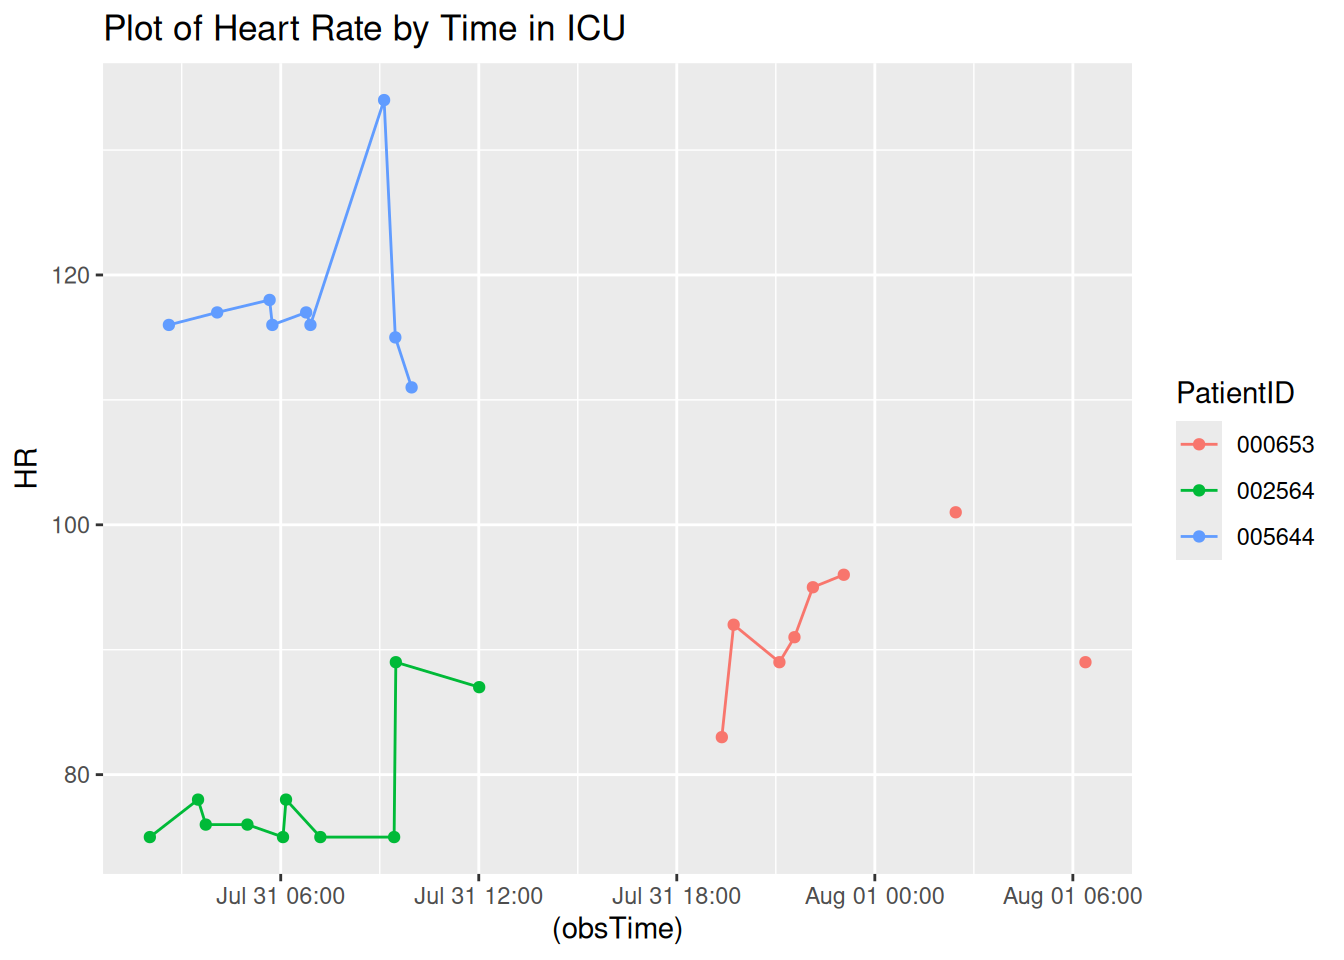 Plot of Heart Rate by Time in ICU
HR
120
100
80
Jul 31 06:00
Jul 31 12:00
Jul 31 18:00
Aug 01 00:00
Aug 01 06:00
(obsTime)
PatientID
000653
002564
005644